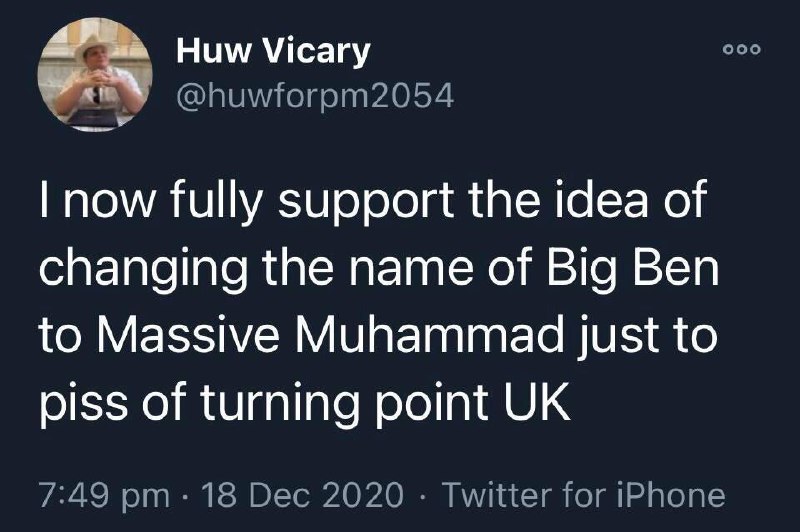 Huw Vicary
@huwforpm2054
I now fully support the idea of
changing the name of Big Ben
to Massive Muhammad just to
piss of turning point UK
7:49 pm · 18 Dec 2020 · Twitter for iPhone